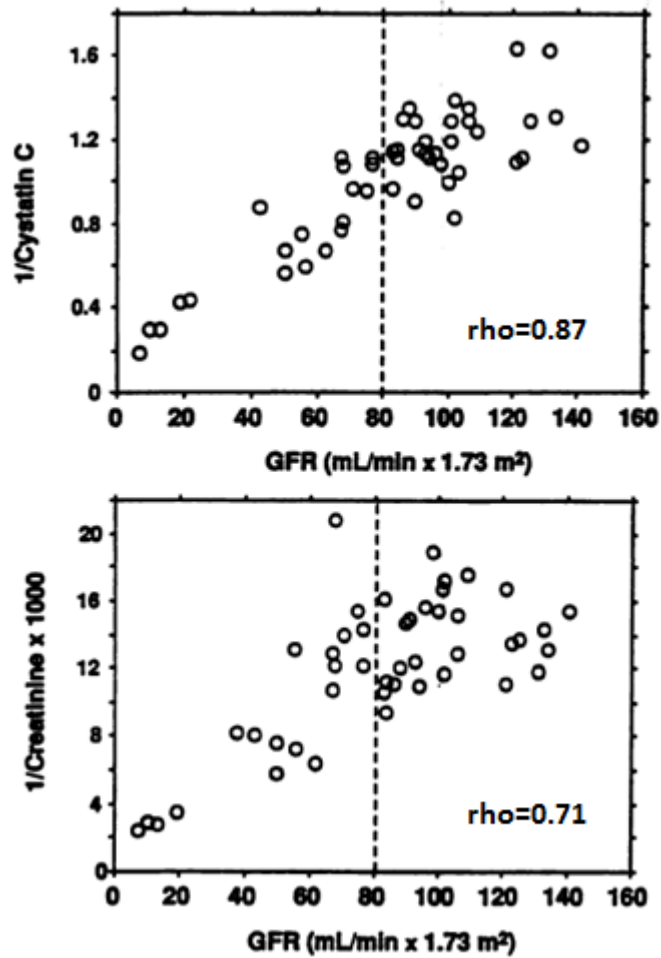 1.6
1.2
0.8
0.4
0
1/Cystatin C
rho=0.87
0 20 40 60 80 100 120 140 160
GFR (mL/min x 1.73 m²)
20
16
12
8
4
0
1/Creatinine x 1000
rho=0.71
0 20 40 60 80 100 120 140 160
GFR (mL/min x 1.73 m²)